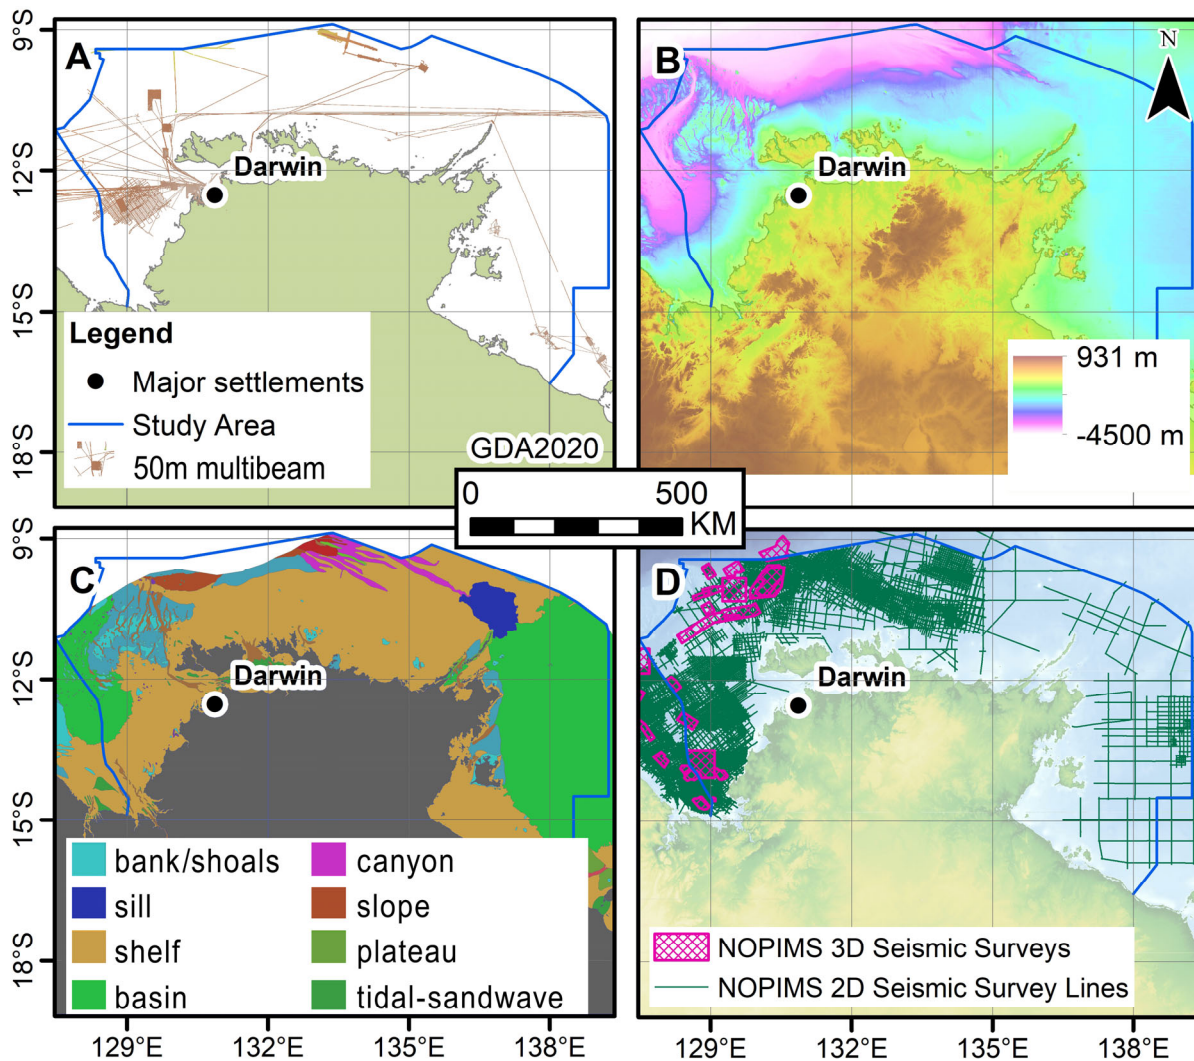 9°S
12°S
15°S
18°S
A
Darwin
Legend
Major settlements
Study Area
50m multibeam
GDA2020
B
N
Darwin
931 m
-4500 m
0 500
KM
9°S
12°S
15°S
18°S
C
Darwin
bank/shoals
sill
shelf
basin
canyon
slope
plateau
tidal-sandwave
D
Darwin
NOPIMS 3D Seismic Surveys
NOPIMS 2D Seismic Survey Lines
129°E 132°E 135°E 138°E
129°E 132°E 135°E 138°E